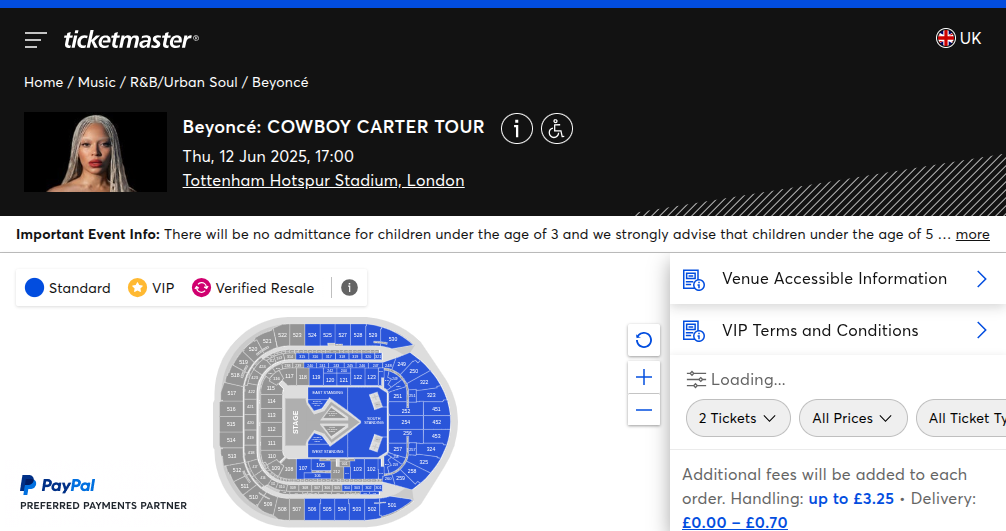 ticketmaster®
UK
Home / Music / R&B/Urban Soul / Beyoncé
Beyoncé: COWBOY CARTER TOUR
Thu, 12 Jun 2025, 17:00
Tottenham Hotspur Stadium, London
Important Event Info: There will be no admittance for children under the age of 3 and we strongly advise that children under the age of 5 … more
Standard
VIP
Verified Resale
Venue Accessible Information
VIP Terms and Conditions
Loading...
2 Tickets
All Prices
All Ticket Ty
Additional fees will be added to each
order. Handling: up to £3.25 • Delivery:
£0.00 – £0.70
522 523 524 525 527 528 529 530
521
520
519
518
517
516
515
514
513
512
511
510
509
508 507 506 505 504 503 502 501
249
250
322
323
451
452
453
324
325
258
259
251
252
254
256
257
115
114
113
112
111
110
117 118 119 120 121 122 123
109 108 107 105 103 102
EAST STANDING
STAGE
SOUTH
STANDING
WEST STANDING
PayPal
PREFERRED PAYMENTS PARTNER